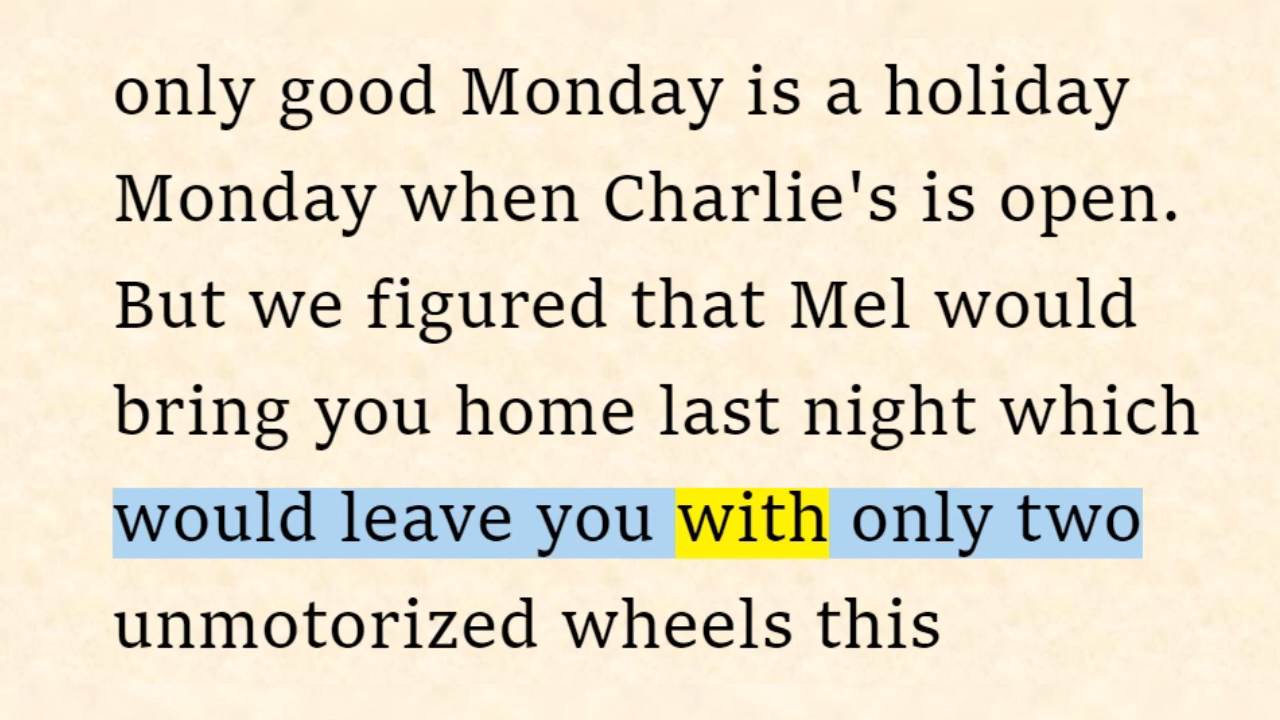 only good Monday is a holiday
Monday when Charlie's is open.
But we figured that Mel would
bring you home last night which
would leave you with only two
unmotorized wheels this